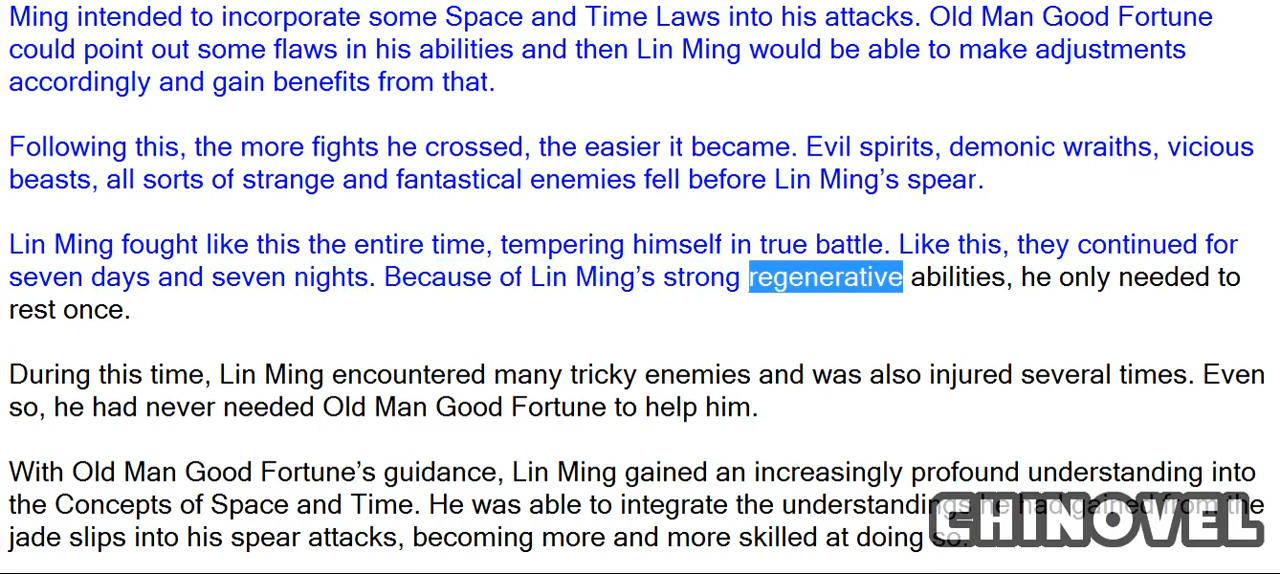 Ming intended to incorporate some Space and Time Laws into his attacks. Old Man Good Fortune
could point out some flaws in his abilities and then Lin Ming would be able to make adjustments
accordingly and gain benefits from that.
Following this, the more fights he crossed, the easier it became. Evil spirits, demonic wraiths, vicious
beasts, all sorts of strange and fantastical enemies fell before Lin Ming’s spear.
Lin Ming fought like this the entire time, tempering himself in true battle. Like this, they continued for
seven days and seven nights. Because of Lin Ming’s strong regenerative abilities, he only needed to
rest once.
During this time, Lin Ming encountered many tricky enemies and was also injured several times. Even
so, he had never needed Old Man Good Fortune to help him.
With Old Man Good Fortune’s guidance, Lin Ming gained an increasingly profound understanding into
the Concepts of Space and Time. He was able to integrate the understandings he had gained from the
jade slips into his spear attacks, becoming more and more skilled at doing so.
CHINOVEL